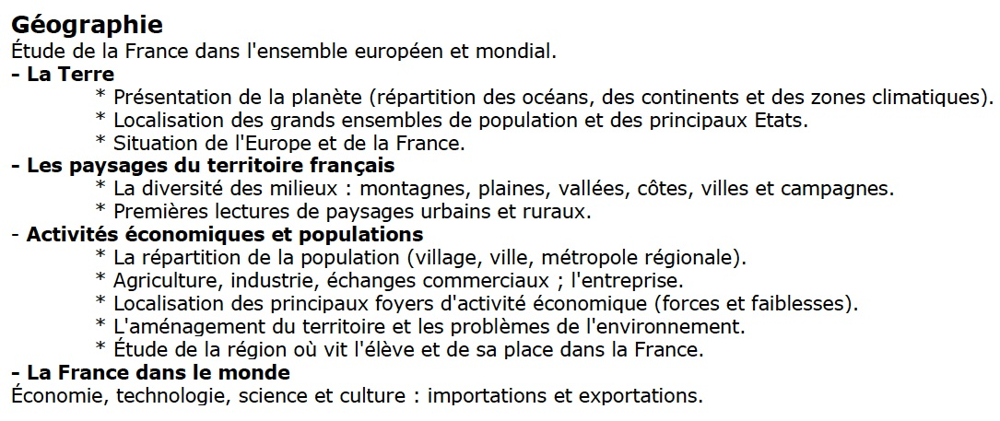 Géographie
Étude de la France dans l'ensemble européen et mondial.
- La Terre
* Présentation de la planète (répartition des océans, des continents et des zones climatiques).
* Localisation des grands ensembles de population et des principaux Etats.
* Situation de l'Europe et de la France.
- Les paysages du territoire français
* La diversité des milieux : montagnes, plaines, vallées, côtes, villes et campagnes.
* Premières lectures de paysages urbains et ruraux.
- Activités économiques et populations
* La répartition de la population (village, ville, métropole régionale).
* Agriculture, industrie, échanges commerciaux ; l'entreprise.
* Localisation des principaux foyers d'activité économique (forces et faiblesses).
* L'aménagement du territoire et les problèmes de l'environnement.
* Étude de la région où vit l'élève et de sa place dans la France.
- La France dans le monde
Économie, technologie, science et culture : importations et exportations.